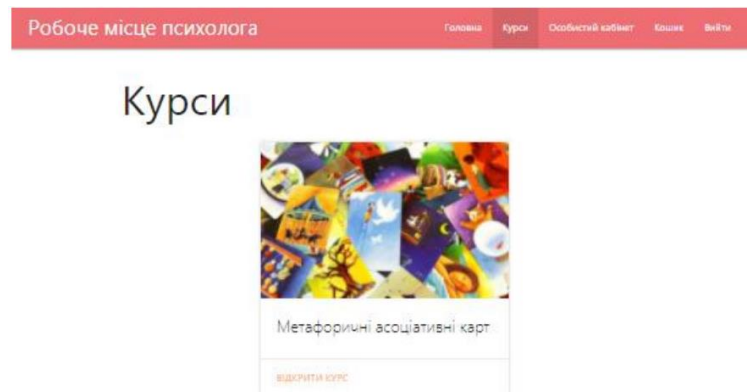 Робоче місце психолога
Головна Курси Особистий кабінет Кошик Вийти
Курси
Метафоричні асоціативні карт
ВІДКРИТИ КУРС